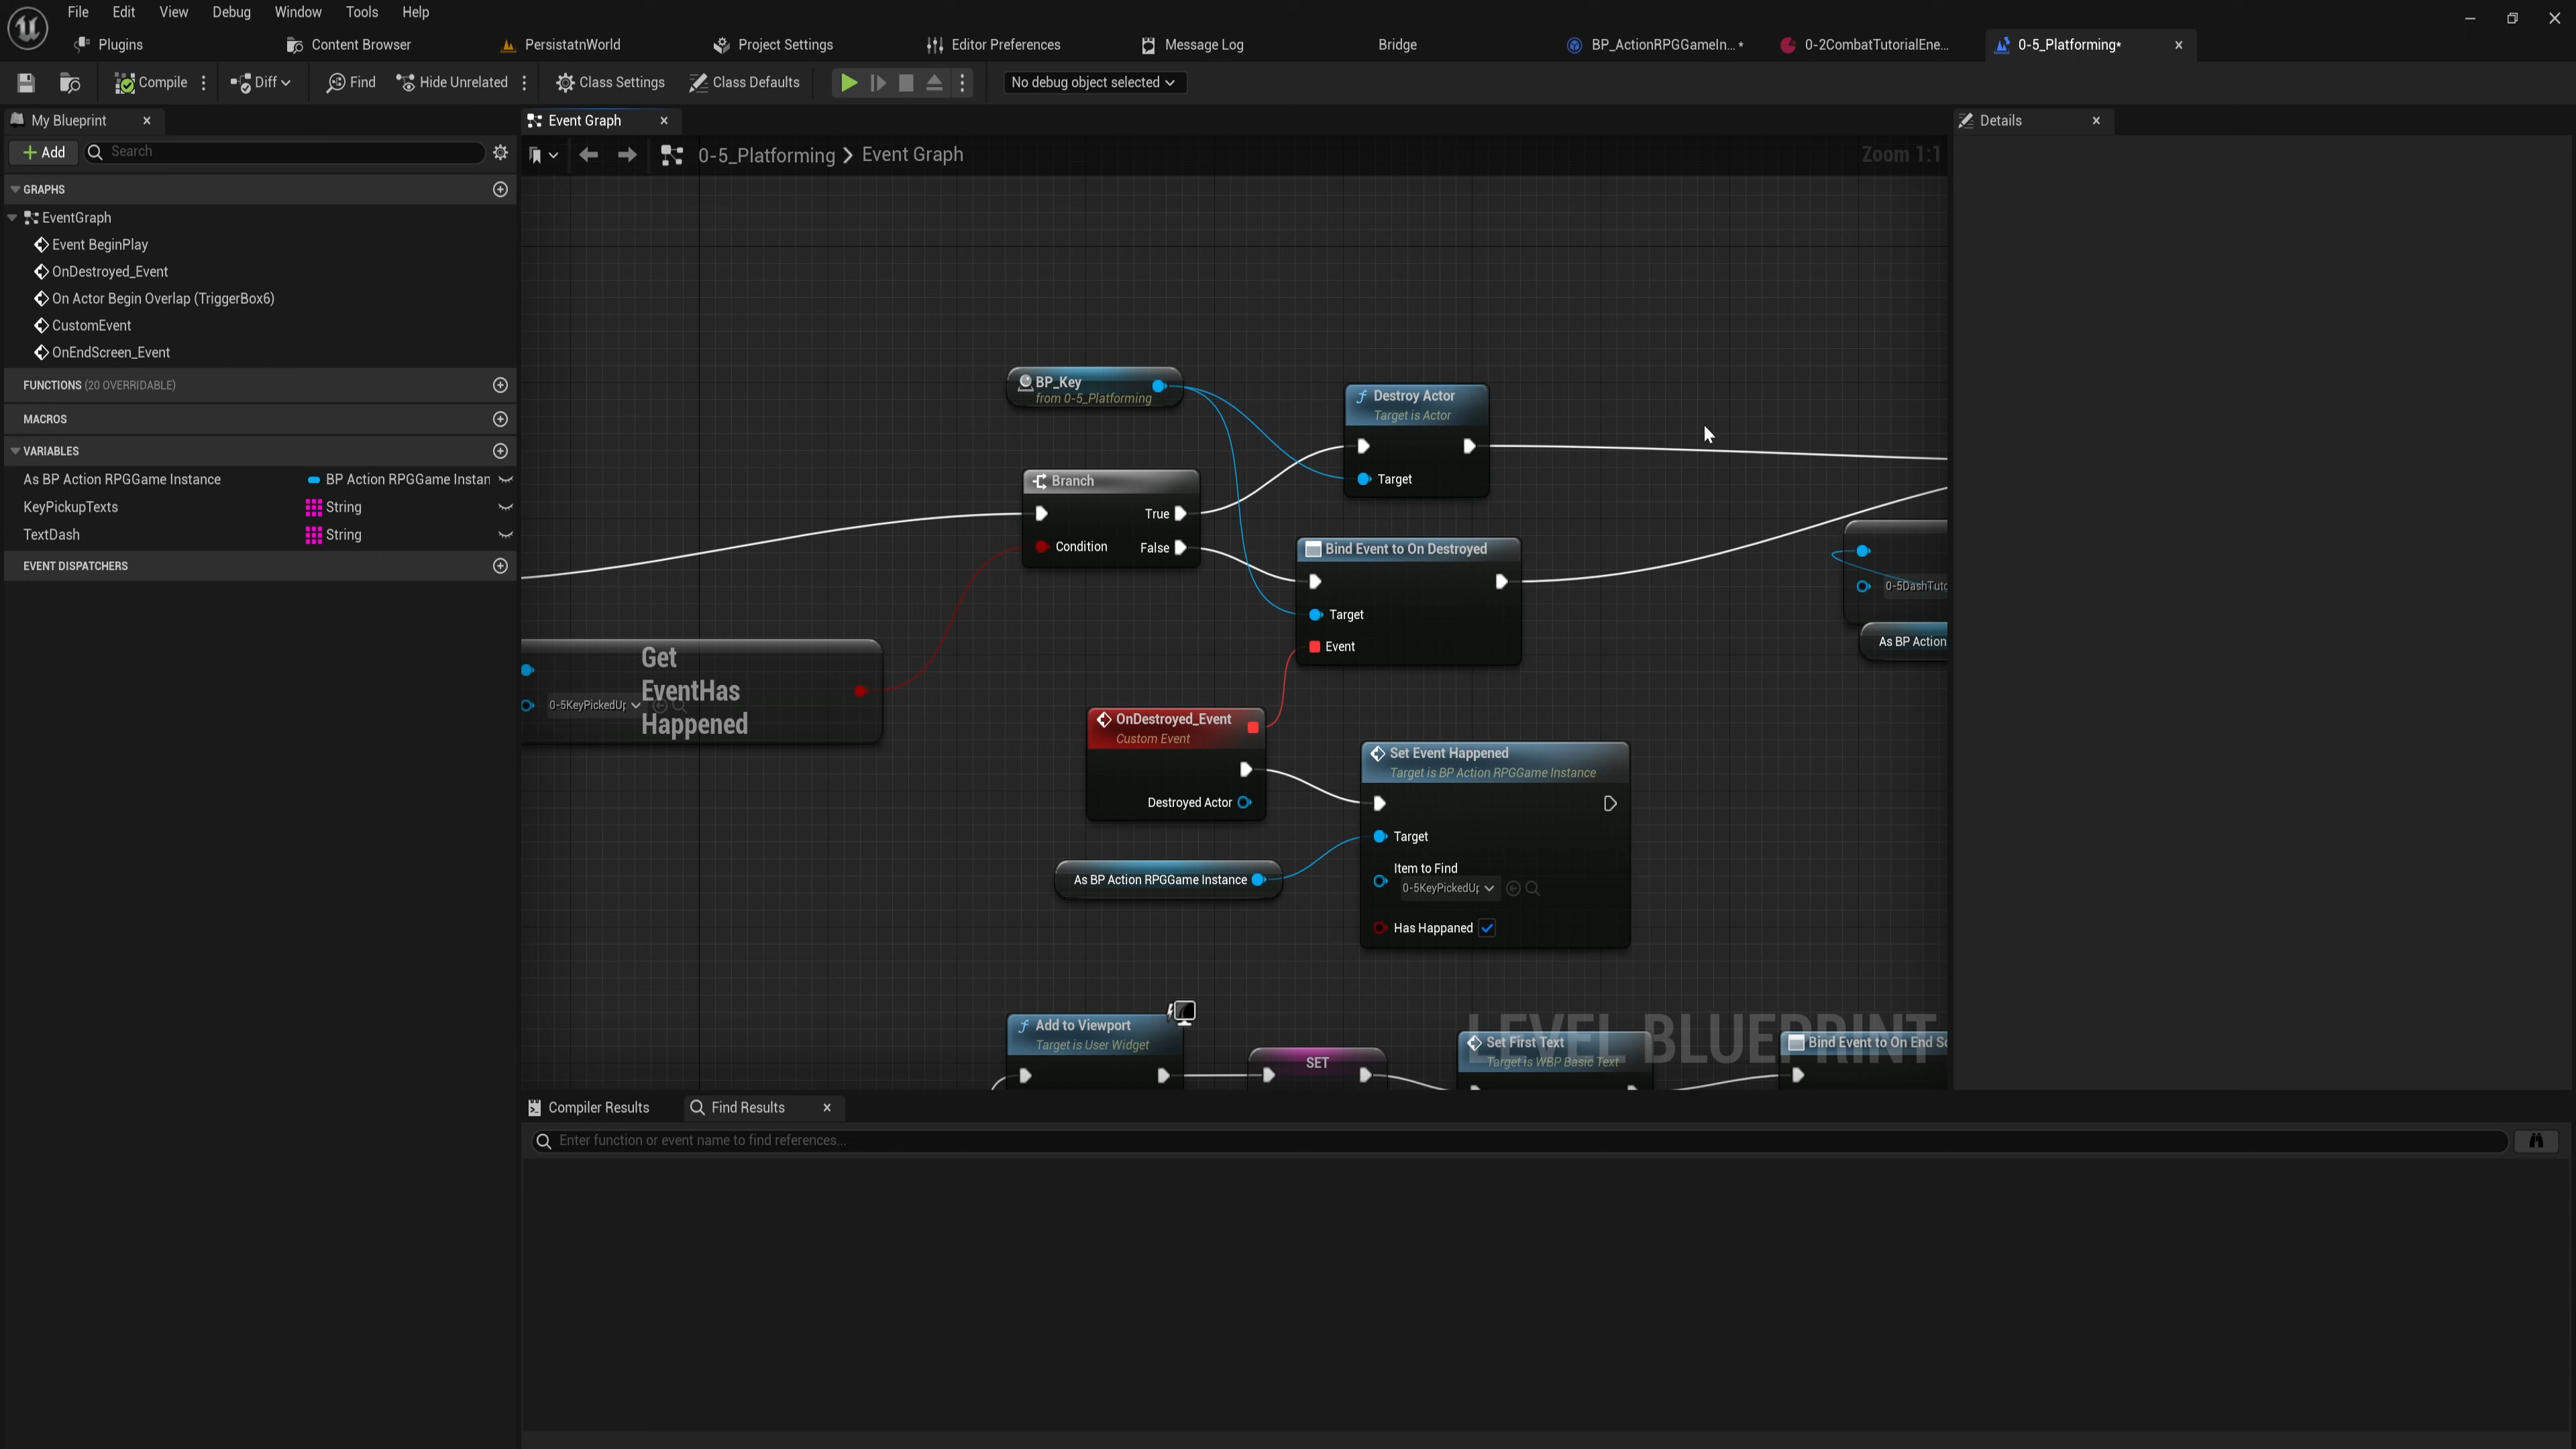 File Edit View Debug Window Tools Help
Plugins Content Browser PersistatnWorld Project Settings Editor Preferences Message Log Bridge BP_ActionRPGGameIn...* 0-2CombatTutorialEne... 0-5_Platforming*
Compile Diff Find Hide Unrelated Class Settings Class Defaults No debug object selected
My Blueprint
Add Search
GRAPHS
EventGraph
Event BeginPlay
OnDestroyed_Event
On Actor Begin Overlap (TriggerBox6)
CustomEvent
OnEndScreen_Event
FUNCTIONS (20 OVERRIDABLE)
MACROS
VARIABLES
As BP Action RPGGame Instance BP Action RPGGame Instan
KeyPickupTexts String
TextDash String
EVENT DISPATCHERS
Event Graph
0-5_Platforming > Event Graph Zoom 1:1
BP_Key
from 0-5_Platforming
Destroy Actor
Target is Actor
Target
Branch
True
Condition False
Bind Event to On Destroyed
Target
Event
0-5DashTuto
As BP Action
Get
EventHas
Happened
0-5KeyPickedUp
OnDestroyed_Event
Custom Event
Destroyed Actor
Set Event Happened
Target is BP Action RPGGame Instance
Target
Item to Find
0-5KeyPickedUp
Has Happaned
As BP Action RPGGame Instance
Add to Viewport
Target is User Widget
SET
Set First Text
Target is WBP Basic Text
Bind Event to On End Sc
LEVEL BLUEPRINT
Details
Compiler Results Find Results
Enter function or event name to find references...